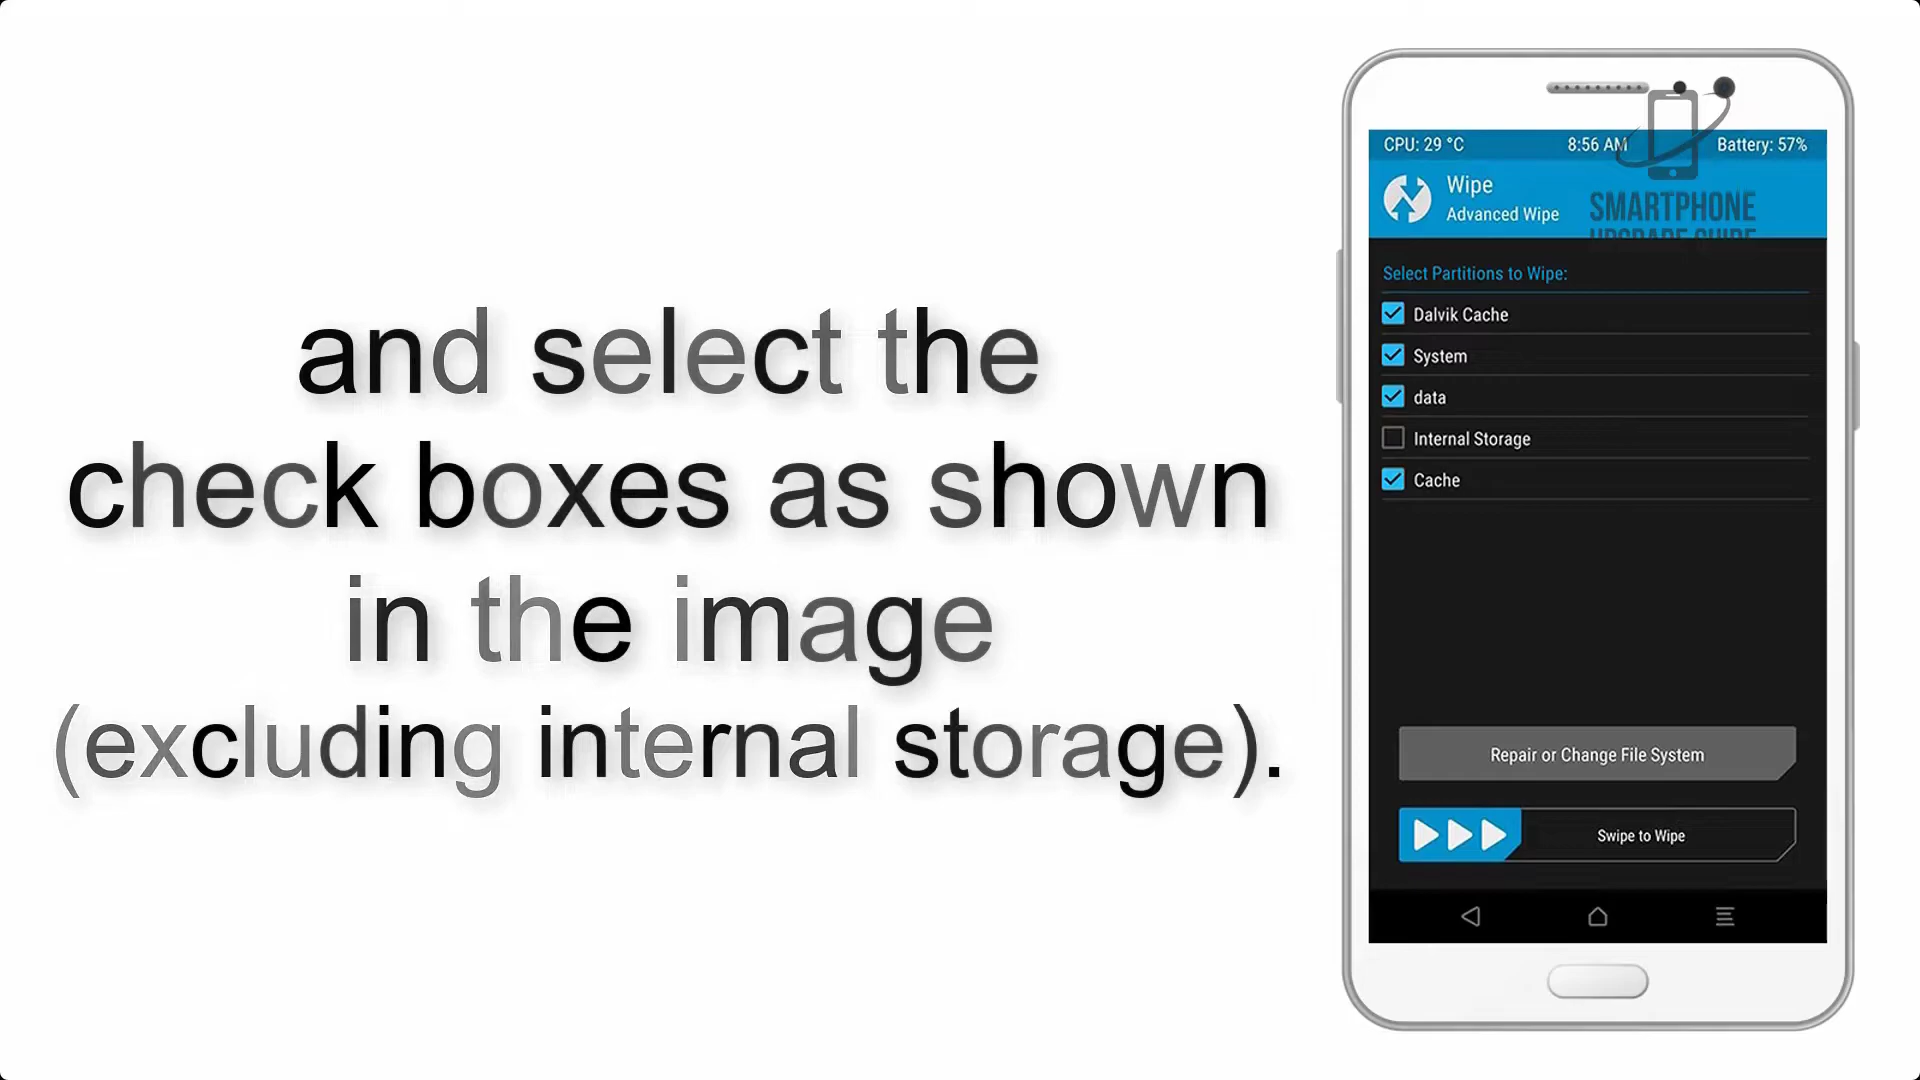 and select the
check boxes as shown
in the image
(excluding internal storage).
CPU: 29 °C 8:56 AM Battery: 57%
Wipe
Advanced Wipe
SMARTPHONE
UPGRADE GUIDE
Select Partitions to Wipe:
Dalvik Cache
System
data
Internal Storage
Cache
Repair or Change File System
Swipe to Wipe